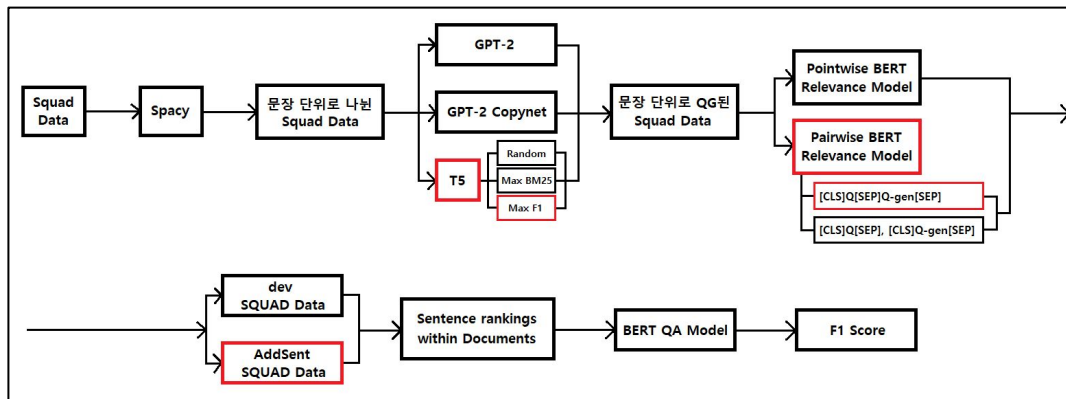 Squad
Data
Spacy
문장 단위로 나뉜
Squad Data
GPT-2
GPT-2 Copynet
T5
Random
Max BM25
Max F1
문장 단위로 QG된
Squad Data
Pointwise BERT
Relevance Model
Pairwise BERT
Relevance Model
[CLS]Q[SEP]Q-gen[SEP]
[CLS]Q[SEP], [CLS]Q-gen[SEP]
dev
SQUAD Data
AddSent
SQUAD Data
Sentence rankings
within Documents
BERT QA Model
F1 Score